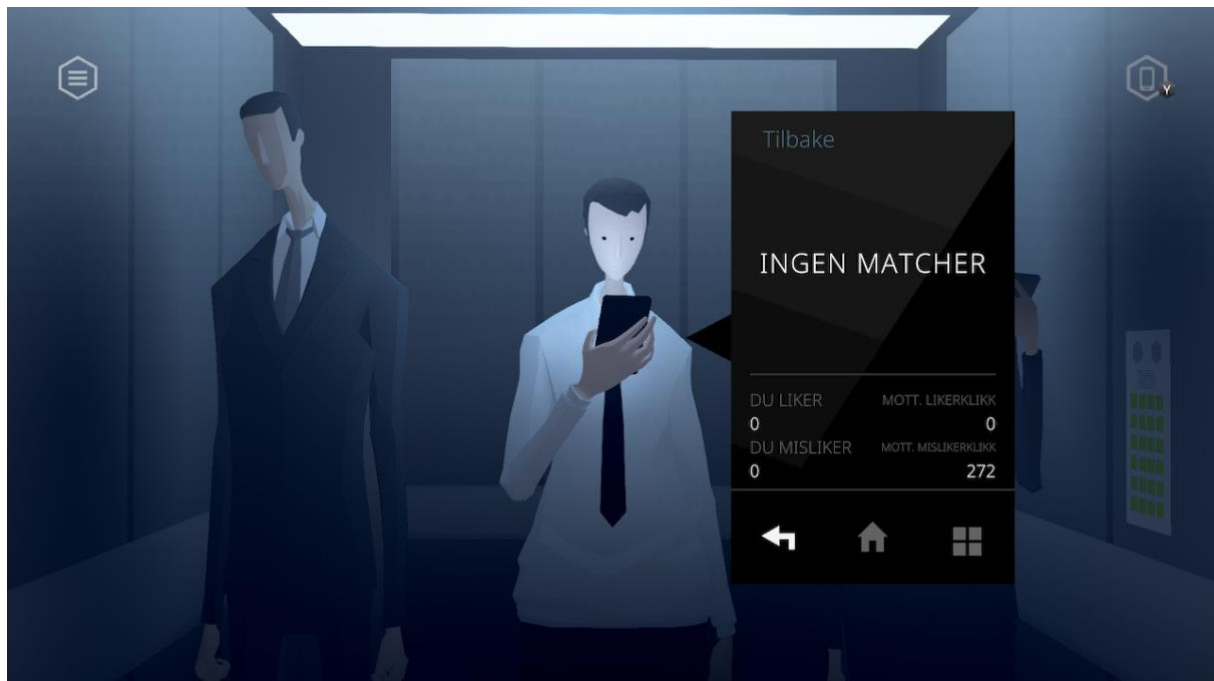 Y
Tilbake
INGEN MATCHER
DU LIKER
MOTT. LIKERKLIKK
0
0
DU MISLIKER
MOTT. MISLIKERKLIKK
0
272